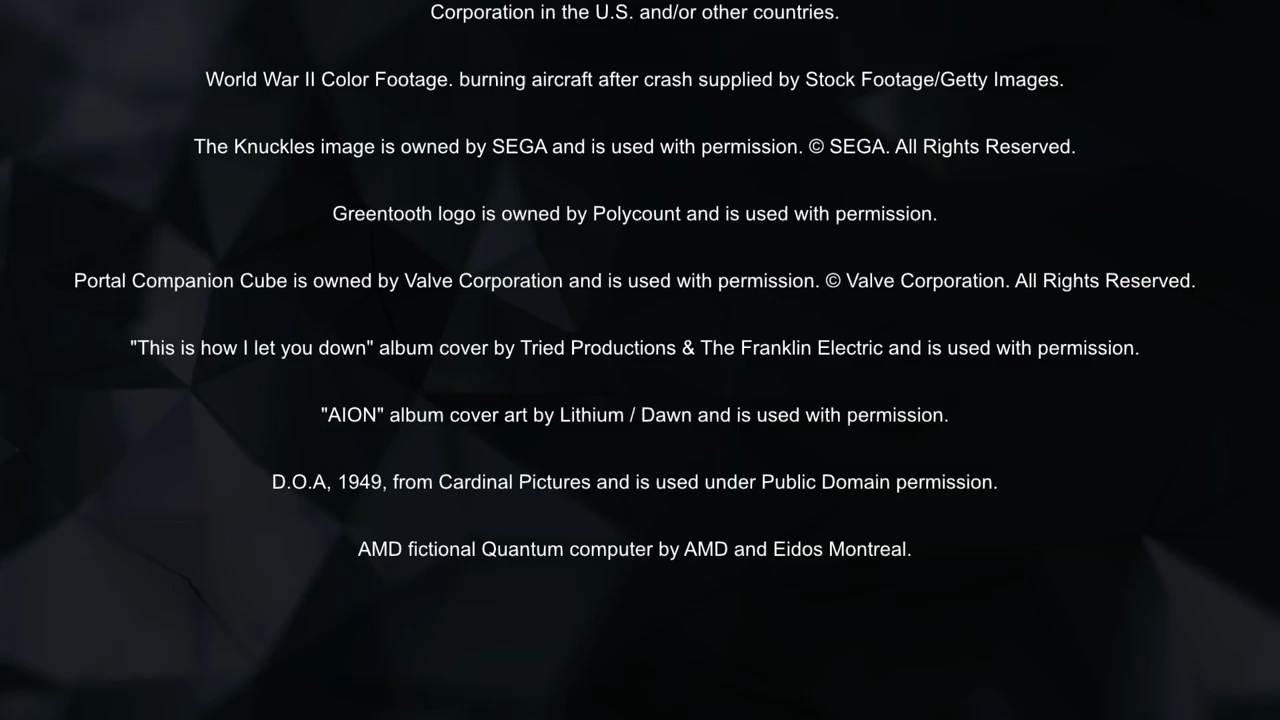 Corporation in the U.S. and/or other countries.
World War II Color Footage. burning aircraft after crash supplied by Stock Footage/Getty Images.
The Knuckles image is owned by SEGA and is used with permission. © SEGA. All Rights Reserved.
Greentooth logo is owned by Polycount and is used with permission.
Portal Companion Cube is owned by Valve Corporation and is used with permission. © Valve Corporation. All Rights Reserved.
"This is how I let you down" album cover by Tried Productions & The Franklin Electric and is used with permission.
"AION" album cover art by Lithium / Dawn and is used with permission.
D.O.A, 1949, from Cardinal Pictures and is used under Public Domain permission.
AMD fictional Quantum computer by AMD and Eidos Montreal.